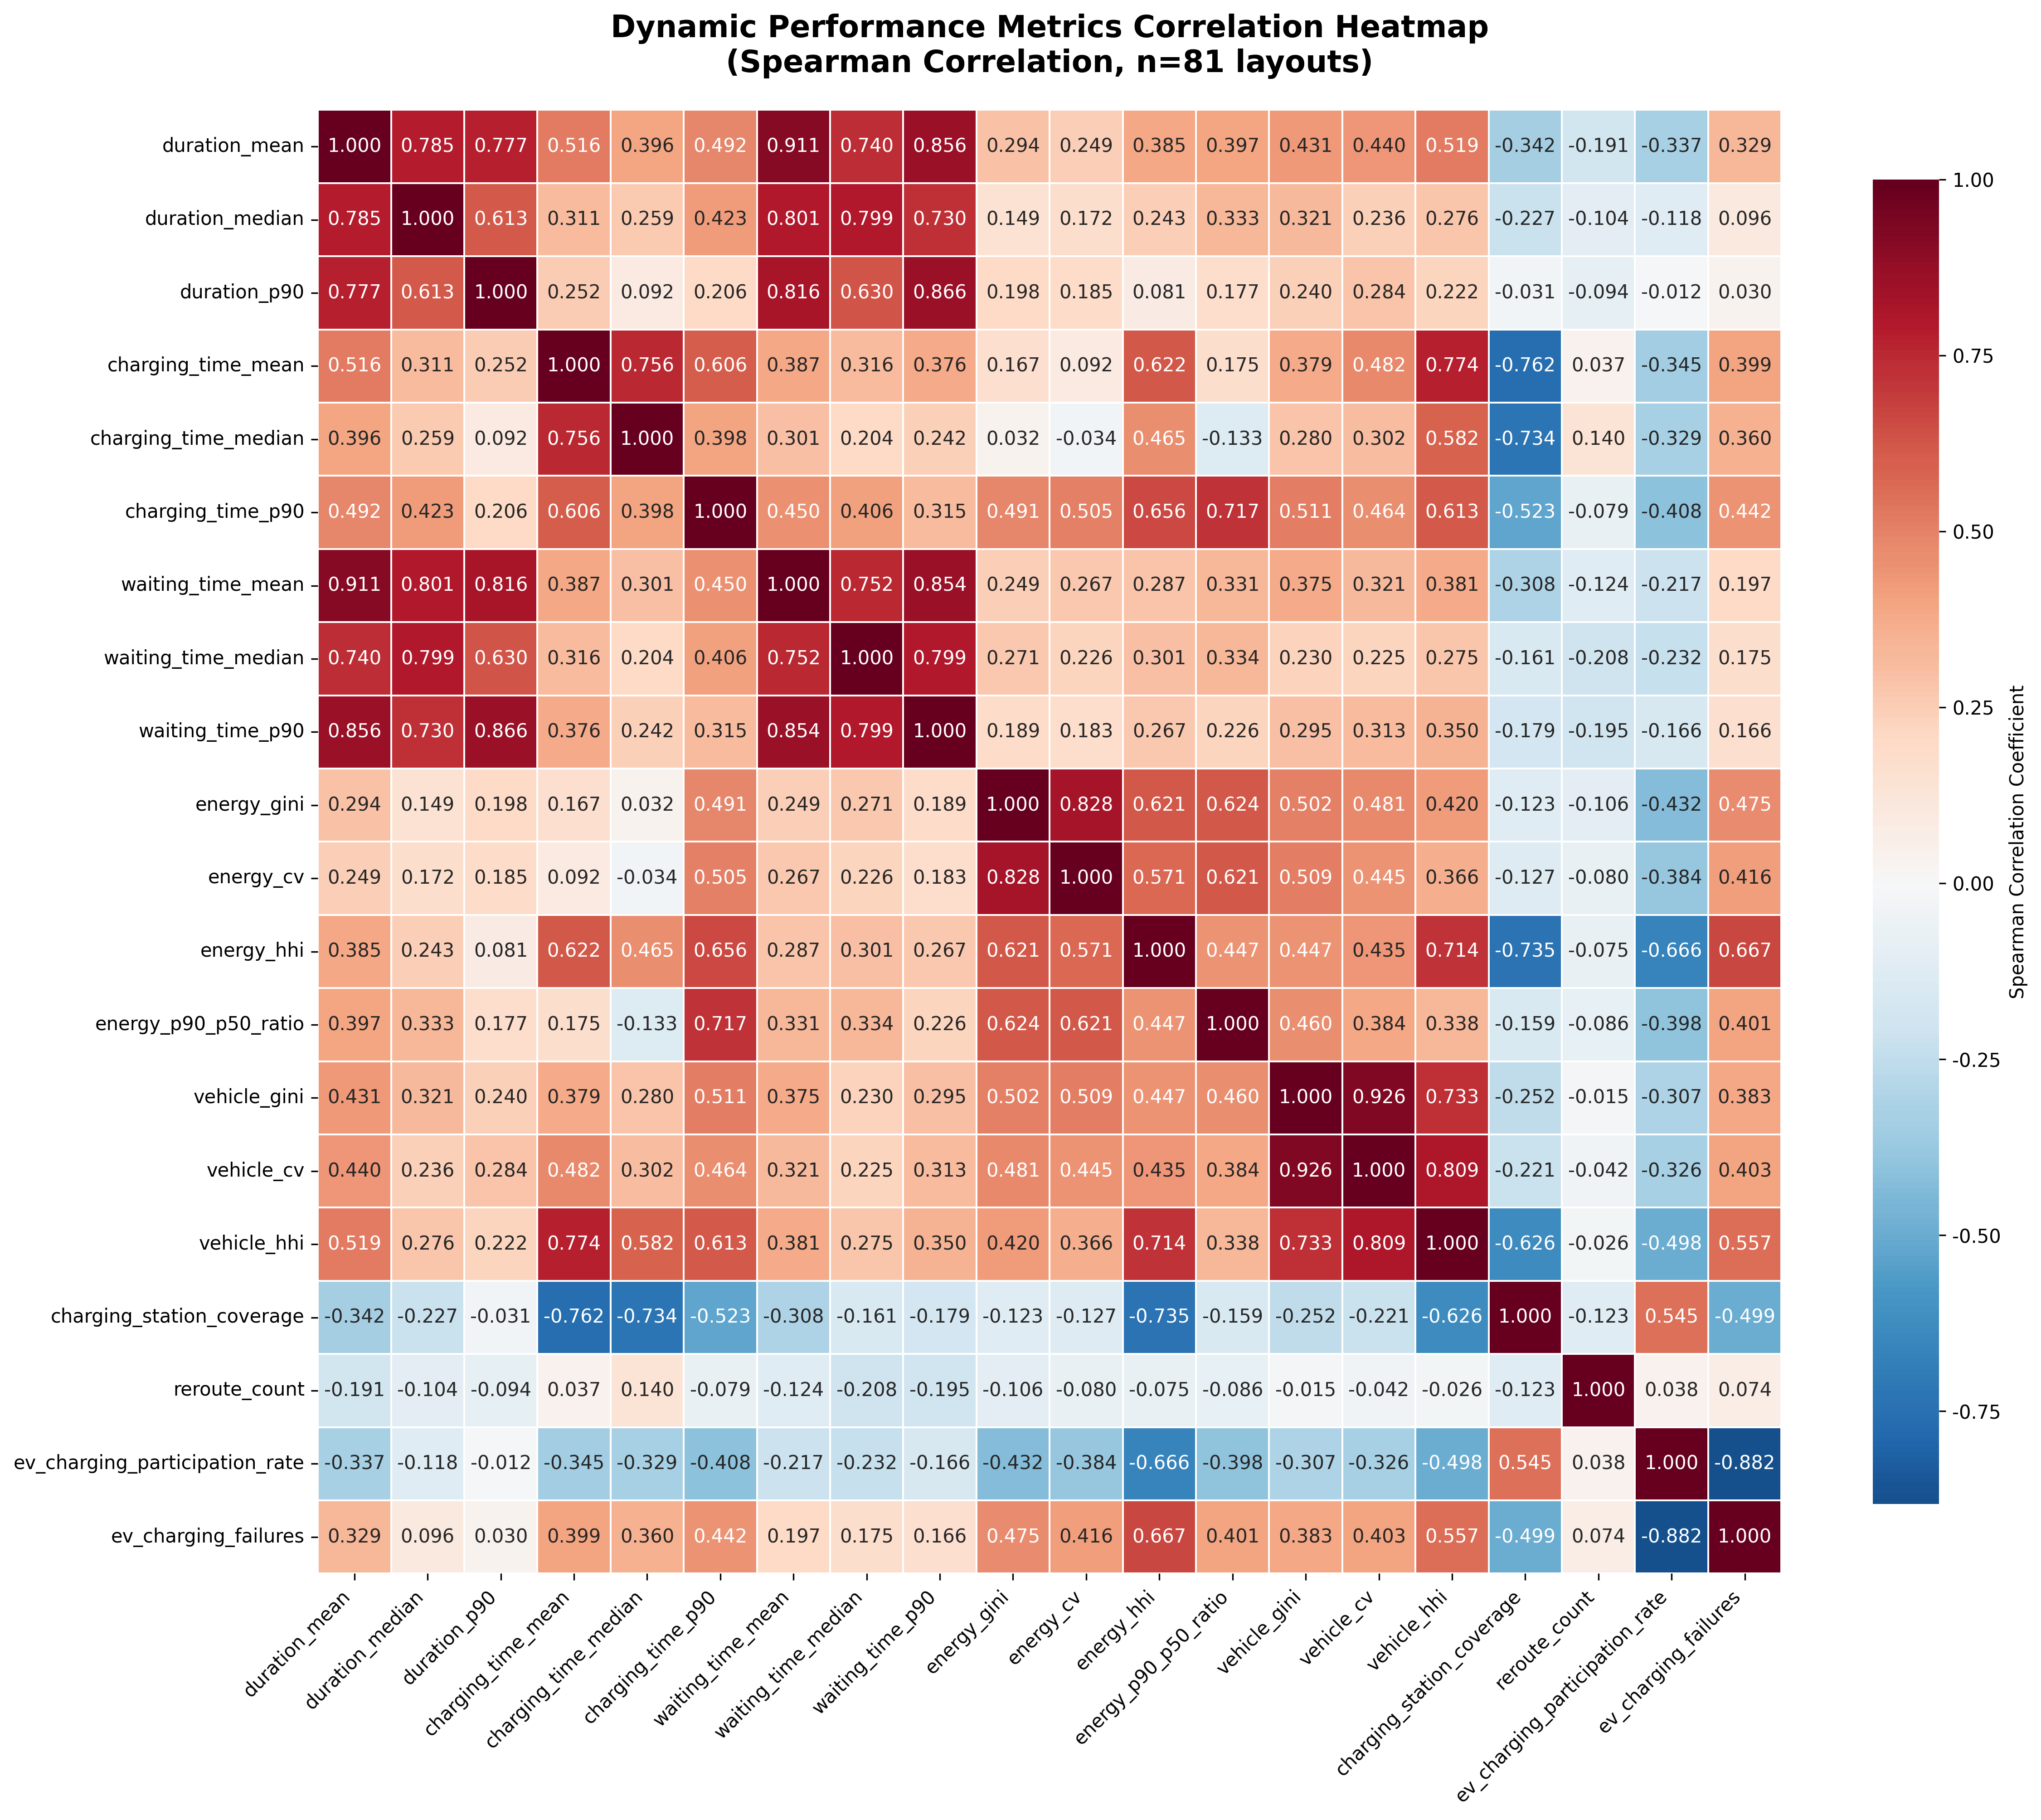 Dynamic Performance Metrics Correlation Heatmap
(Spearman Correlation, n=81 layouts)
duration_mean 1.000 0.785 0.777 0.516 0.396 0.492 0.911 0.740 0.856 0.294 0.249 0.385 0.397 0.431 0.440 0.519 -0.342 -0.191 -0.337 0.329
duration_median 0.785 1.000 0.613 0.311 0.259 0.423 0.801 0.799 0.730 0.149 0.172 0.243 0.333 0.321 0.236 0.276 -0.227 -0.104 -0.118 0.096
duration_p90 0.777 0.613 1.000 0.252 0.092 0.206 0.816 0.630 0.866 0.198 0.185 0.081 0.177 0.240 0.284 0.222 -0.031 -0.094 -0.012 0.030
charging_time_mean 0.516 0.311 0.252 1.000 0.756 0.606 0.387 0.316 0.376 0.167 0.092 0.622 0.175 0.379 0.482 0.774 -0.762 0.037 -0.345 0.399
charging_time_median 0.396 0.259 0.092 0.756 1.000 0.398 0.301 0.204 0.242 0.032 -0.034 0.465 -0.133 0.280 0.302 0.582 -0.734 0.140 -0.329 0.360
charging_time_p90 0.492 0.423 0.206 0.606 0.398 1.000 0.450 0.406 0.315 0.491 0.505 0.656 0.717 0.511 0.464 0.613 -0.523 -0.079 -0.408 0.442
waiting_time_mean 0.911 0.801 0.816 0.387 0.301 0.450 1.000 0.752 0.854 0.249 0.267 0.287 0.331 0.375 0.321 0.381 -0.308 -0.124 -0.217 0.197
waiting_time_median 0.740 0.799 0.630 0.316 0.204 0.406 0.752 1.000 0.799 0.271 0.226 0.301 0.334 0.230 0.225 0.275 -0.161 -0.208 -0.232 0.175
waiting_time_p90 0.856 0.730 0.866 0.376 0.242 0.315 0.854 0.799 1.000 0.189 0.183 0.267 0.226 0.295 0.313 0.350 -0.179 -0.195 -0.166 0.166
energy_gini 0.294 0.149 0.198 0.167 0.032 0.491 0.249 0.271 0.189 1.000 0.828 0.621 0.624 0.502 0.481 0.420 -0.123 -0.106 -0.432 0.475
energy_cv 0.249 0.172 0.185 0.092 -0.034 0.505 0.267 0.226 0.183 0.828 1.000 0.571 0.621 0.509 0.445 0.366 -0.127 -0.080 -0.384 0.416
energy_hhi 0.385 0.243 0.081 0.622 0.465 0.656 0.287 0.301 0.267 0.621 0.571 1.000 0.447 0.447 0.435 0.714 -0.735 -0.075 -0.666 0.667
energy_p90_p50_ratio 0.397 0.333 0.177 0.175 -0.133 0.717 0.331 0.334 0.226 0.624 0.621 0.447 1.000 0.460 0.384 0.338 -0.159 -0.086 -0.398 0.401
vehicle_gini 0.431 0.321 0.240 0.379 0.280 0.511 0.375 0.230 0.295 0.502 0.509 0.447 0.460 1.000 0.926 0.733 -0.252 -0.015 -0.307 0.383
vehicle_cv 0.440 0.236 0.284 0.482 0.302 0.464 0.321 0.225 0.313 0.481 0.445 0.435 0.384 0.926 1.000 0.809 -0.221 -0.042 -0.326 0.403
vehicle_hhi 0.519 0.276 0.222 0.774 0.582 0.613 0.381 0.275 0.350 0.420 0.366 0.714 0.338 0.733 0.809 1.000 -0.626 -0.026 -0.498 0.557
charging_station_coverage -0.342 -0.227 -0.031 -0.762 -0.734 -0.523 -0.308 -0.161 -0.179 -0.123 -0.127 -0.735 -0.159 -0.252 -0.221 -0.626 1.000 -0.123 0.545 -0.499
reroute_count -0.191 -0.104 -0.094 0.037 0.140 -0.079 -0.124 -0.208 -0.195 -0.106 -0.080 -0.075 -0.086 -0.015 -0.042 -0.026 -0.123 1.000 0.038 0.074
ev_charging_participation_rate -0.337 -0.118 -0.012 -0.345 -0.329 -0.408 -0.217 -0.232 -0.166 -0.432 -0.384 -0.666 -0.398 -0.307 -0.326 -0.498 0.545 0.038 1.000 -0.882
ev_charging_failures 0.329 0.096 0.030 0.399 0.360 0.442 0.197 0.175 0.166 0.475 0.416 0.667 0.401 0.383 0.403 0.557 -0.499 0.074 -0.882 1.000
duration_mean
duration_median
duration_p90
charging_time_mean
charging_time_median
charging_time_p90
waiting_time_mean
waiting_time_median
waiting_time_p90
energy_gini
energy_cv
energy_hhi
energy_p90_p50_ratio
vehicle_gini
vehicle_cv
vehicle_hhi
charging_station_coverage
reroute_count
ev_charging_participation_rate
ev_charging_failures
1.00
0.75
0.50
0.25
0.00
-0.25
-0.50
-0.75
Spearman Correlation Coefficient